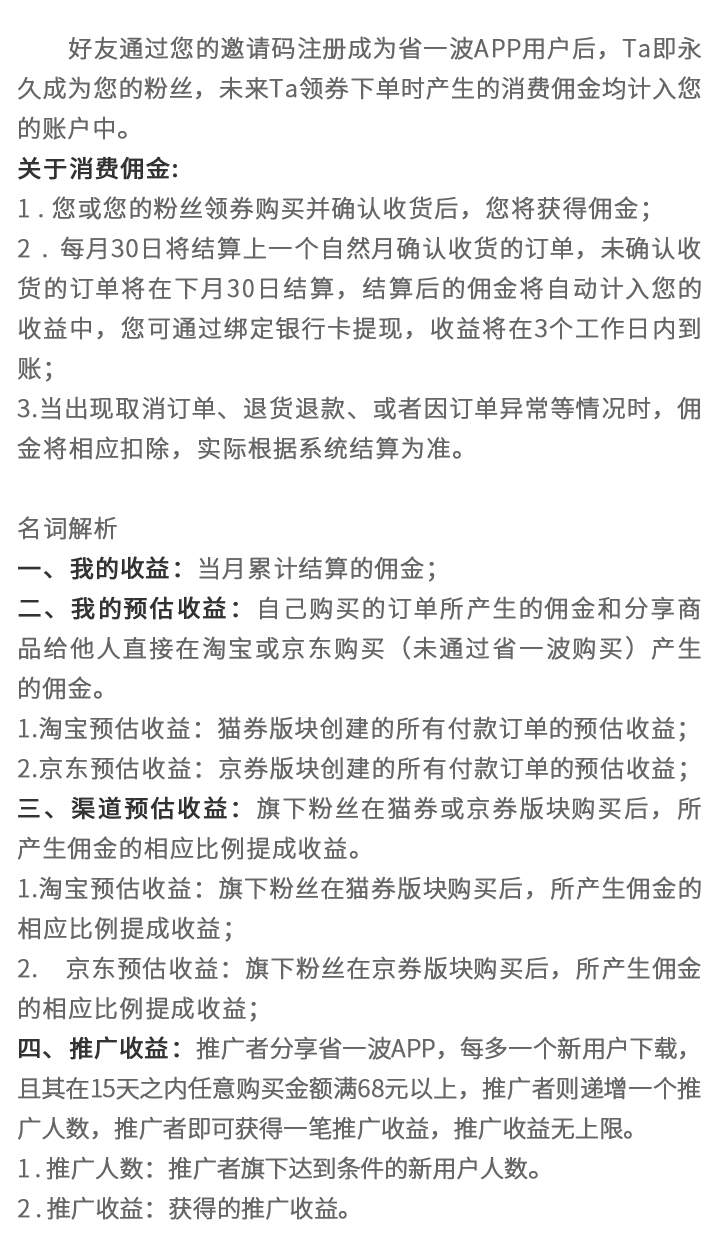 好友通过您的邀请码注册成为省一波APP用户后，Ta即永
久成为您的粉丝，未来Ta领券下单时产生的消费佣金均计入您
的账户中。
关于消费佣金:
1 . 您或您的粉丝领券购买并确认收货后，您将获得佣金；
2 . 每月30日将结算上一个自然月确认收货的订单，未确认收
货的订单将在下月30日结算，结算后的佣金将自动计入您的
收益中，您可通过绑定银行卡提现，收益将在3个工作日内到
账；
3.当出现取消订单、退货退款、或者因订单异常等情况时，佣
金将相应扣除，实际根据系统结算为准。
名词解析
一、我的收益：当月累计结算的佣金；
二、我的预估收益：自己购买的订单所产生的佣金和分享商
品给他人直接在淘宝或京东购买（未通过省一波购买）产生
的佣金。
1.淘宝预估收益：猫券版块创建的所有付款订单的预估收益；
2.京东预估收益：京券版块创建的所有付款订单的预估收益；
三、渠道预估收益：旗下粉丝在猫券或京券版块购买后，所
产生佣金的相应比例提成收益。
1.淘宝预估收益：旗下粉丝在猫券版块购买后，所产生佣金的
相应比例提成收益；
2. 京东预估收益：旗下粉丝在京券版块购买后，所产生佣金
的相应比例提成收益；
四、推广收益：推广者分享省一波APP，每多一个新用户下载，
且其在15天之内任意购买金额满68元以上，推广者则递增一个推
广人数，推广者即可获得一笔推广收益，推广收益无上限。
1.推广人数：推广者旗下达到条件的新用户人数。
2.推广收益：获得的推广收益。